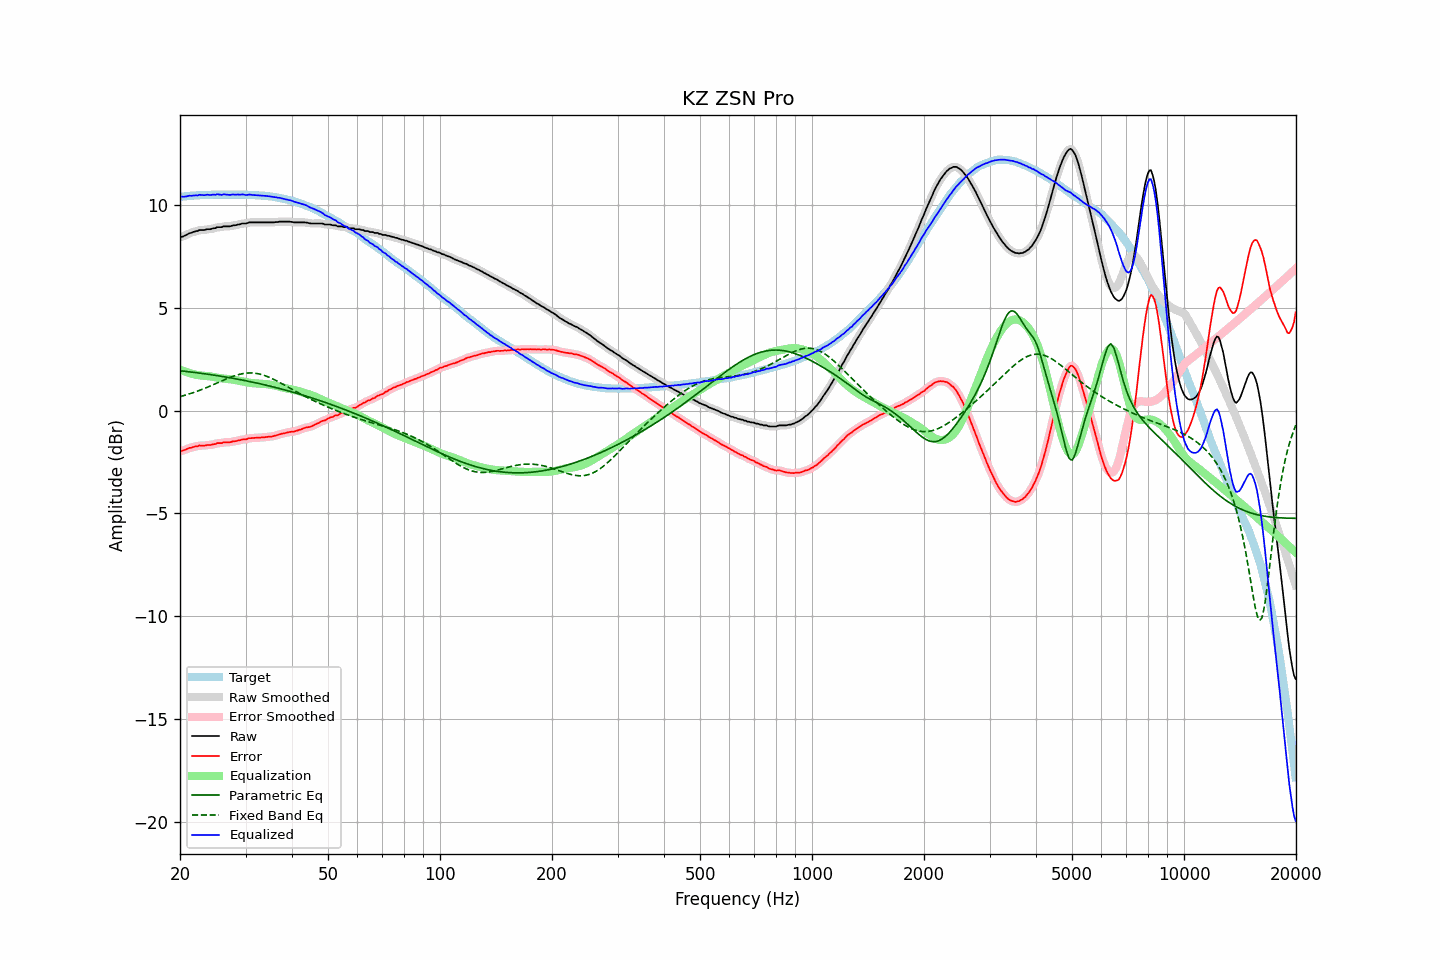 KZ ZSN Pro
Amplitude (dBr)
10
5
0
−5
−10
−15
−20
Target
Raw Smoothed
Error Smoothed
Raw
Error
Equalization
Parametric Eq
Fixed Band Eq
Equalized
20 50 100 200 500 1000 2000 5000 10000 20000
Frequency (Hz)